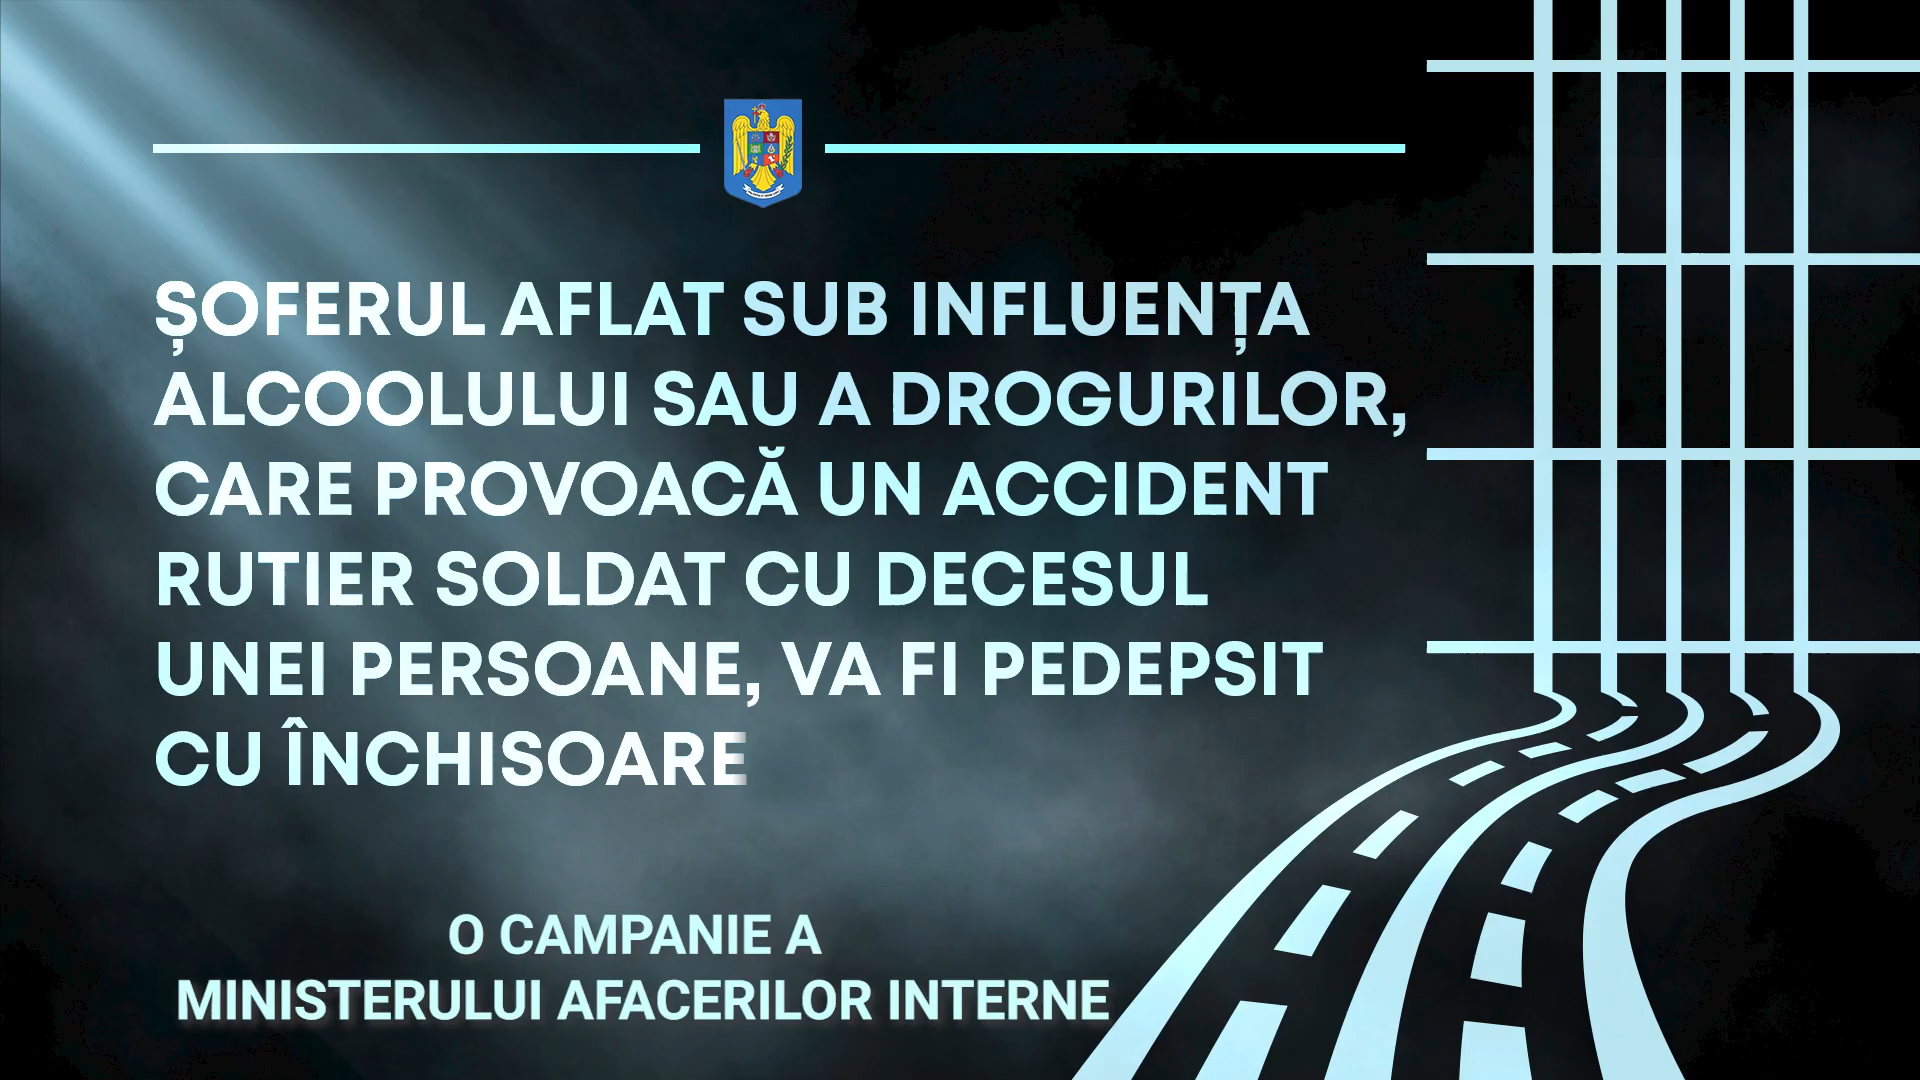 ȘOFERUL AFLAT SUB INFLUENȚA
ALCOOLULUI SAU A DROGURILOR,
CARE PROVOACĂ UN ACCIDENT
RUTIER SOLDAT CU DECESUL
UNEI PERSOANE, VA FI PEDEPSIT
CU ÎNCHISOARE
O CAMPANIE A
MINISTERULUI AFACERILOR INTERNE